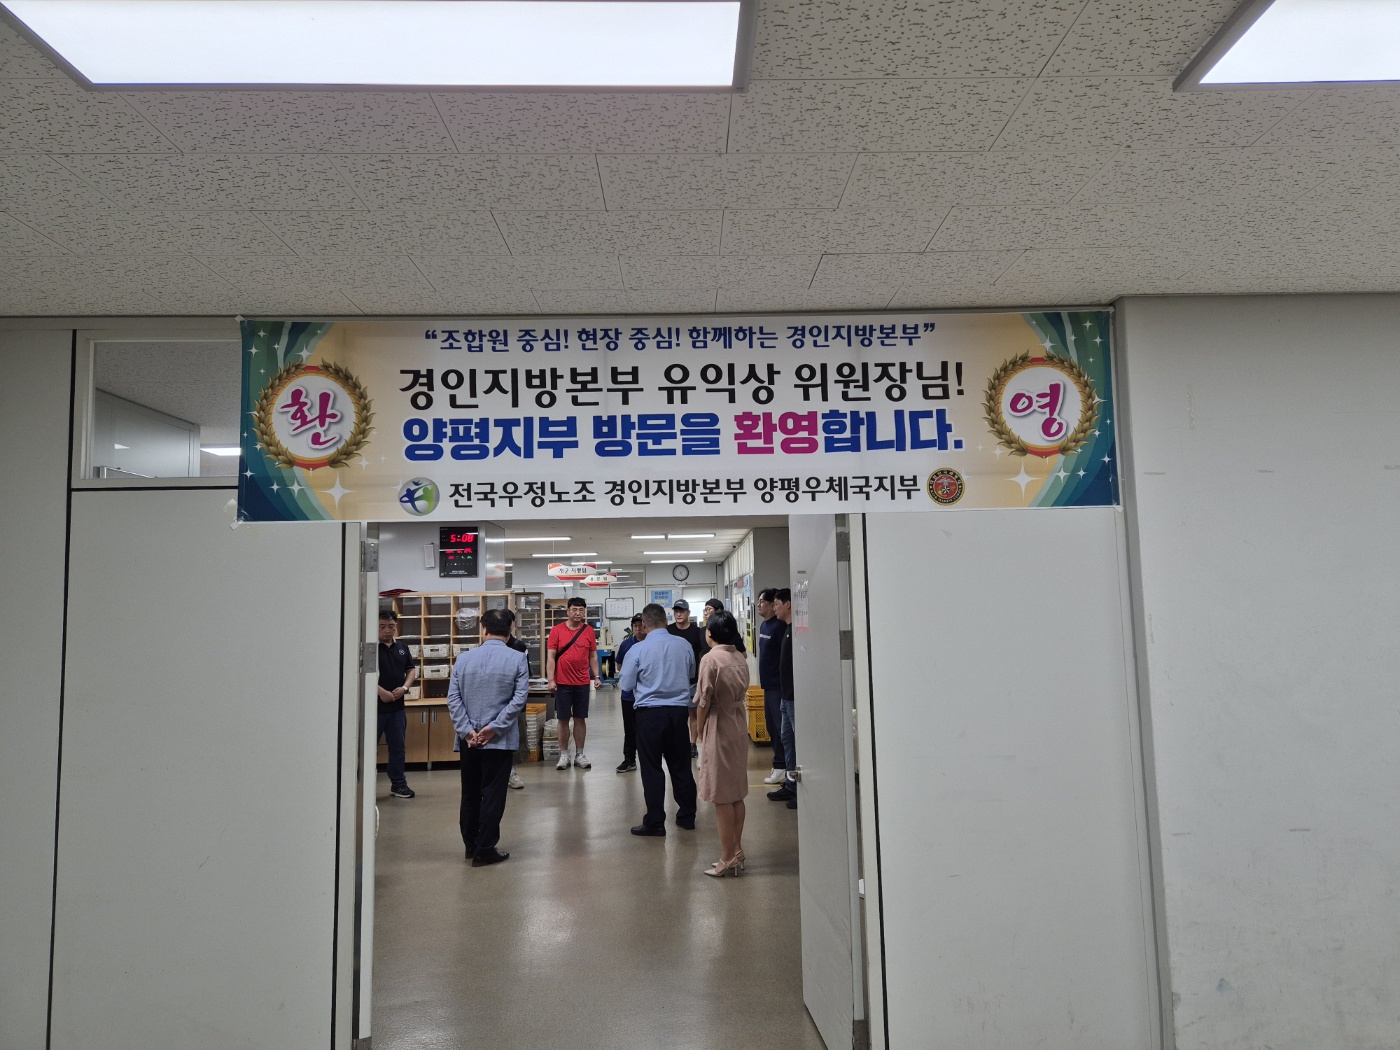 “조합원 중심! 현장 중심! 함께하는 경인지방본부”
경인지방본부 유익상 위원장님!
양평지부 방문을 환영합니다.
환
영
전국우정노조 경인지방본부 양평우체국지부
5:08